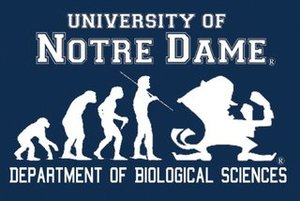 UNIVERSITY OF
NOTRE DAME®
®
DEPARTMENT OF BIOLOGICAL SCIENCES